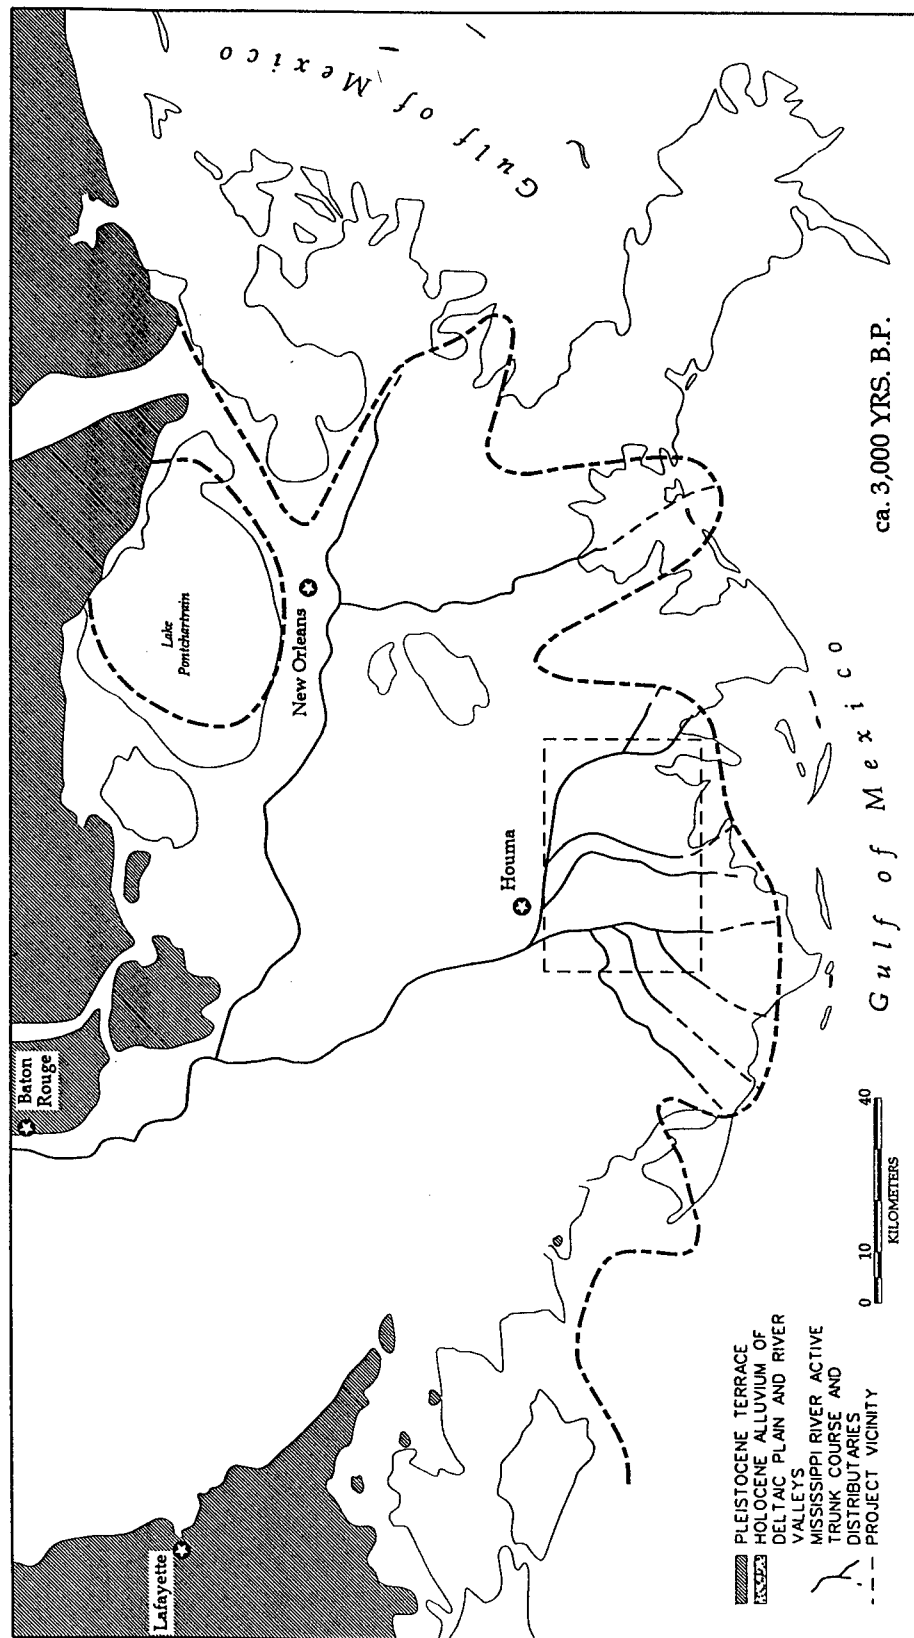 Gulf of Mexico
Lake
Pontchartrain
New Orleans
Baton
Rouge
Houma
Lafayette
Gulf of Mexico
ca. 3,000 YRS. B.P.
PLEISTOCENE TERRACE
HOLOCENE ALLUVIUM OF
DELTAIC PLAIN AND RIVER
VALLEYS
MISSISSIPPI RIVER ACTIVE
TRUNK COURSE AND
DISTRIBUTARIES
PROJECT VICINITY
0 10 40
KILOMETERS